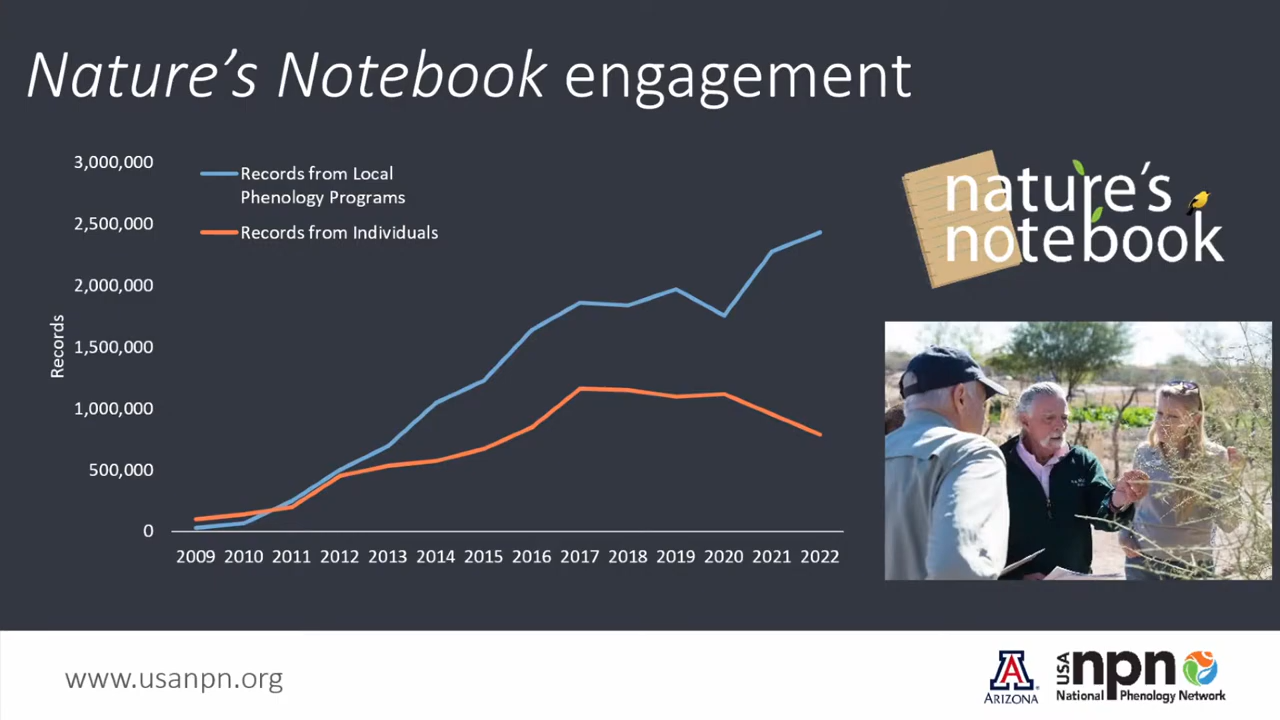 Nature's Notebook engagement
3,000,000
2,500,000
2,000,000
1,500,000
1,000,000
500,000
0
Records
Records from Local
Phenology Programs
Records from Individuals
2009 2010 2011 2012 2013 2014 2015 2016 2017 2018 2019 2020 2021 2022
nature's
notebook
www.usanpn.org
A
ARIZONA
USA npn
National Phenology Network